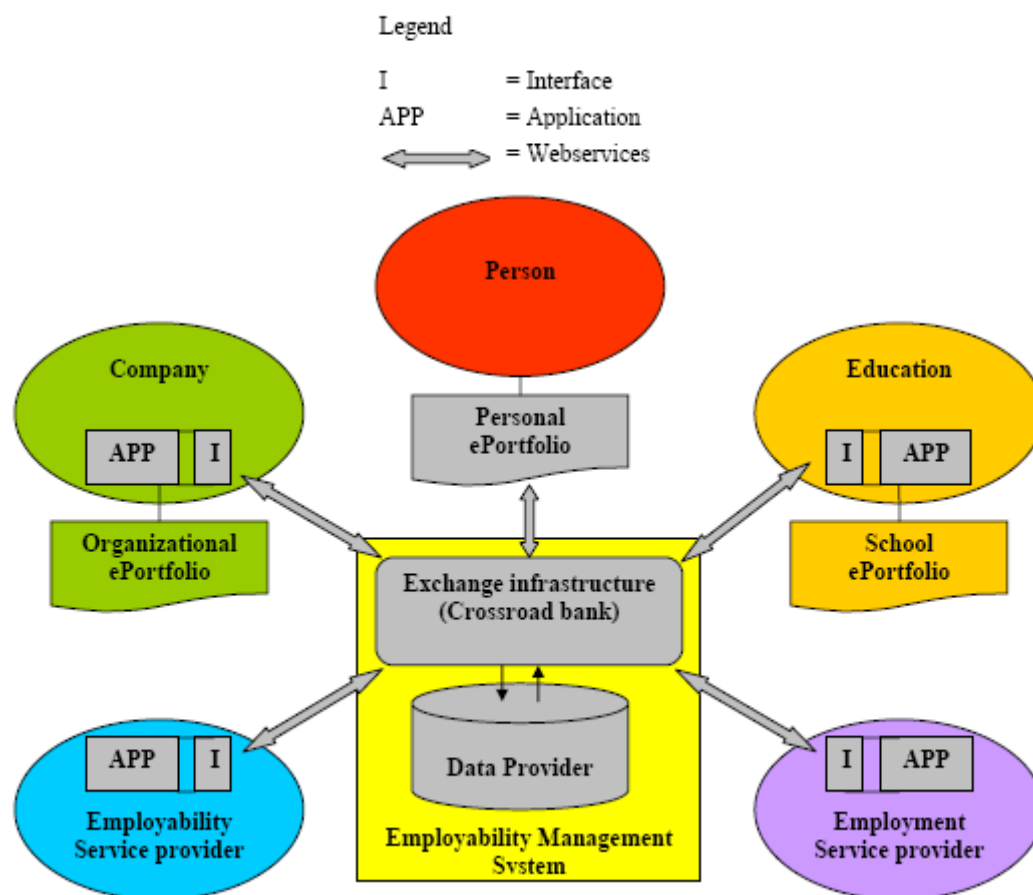 Legend
I = Interface
APP = Application
= Webservices
Person
Company
Education
Personal
ePortfolio
APP I
I APP
Organizational
ePortfolio
School
ePortfolio
Exchange infrastructure
(Crossroad bank)
APP I
I APP
Data Provider
Employability
Service provider
Employability Management
System
Employment
Service provider